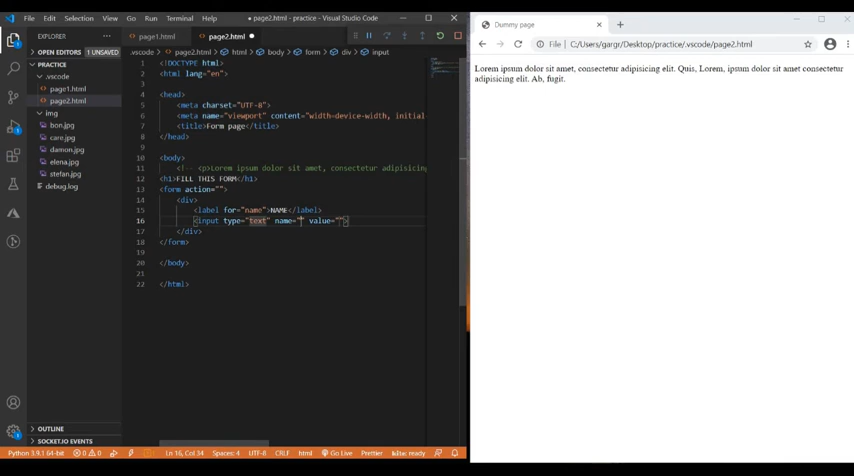 File Edit Selection View Go Run Terminal Help ● page2.html - practice - Visual Studio Code
EXPLORER
OPEN EDITORS 1 UNSAVED
PRACTICE
.vscode
page1.html
page2.html
img
bon.jpg
care.jpg
damon.jpg
elena.jpg
stefan.jpg
debug.log
OUTLINE
SOCKET.IO EVENTS
page1.html page2.html ●
.vscode > page2.html > html > body > form > div > input
1 <!DOCTYPE html>
2 <html lang="en">
3
4 <head>
5 <meta charset="UTF-8">
6 <meta name="viewport" content="width=device-width, initial-
7 <title>Form page</title>
8 </head>
9
10 <body>
11 <!-- <p>Lorem ipsum dolor sit amet, consectetur adipisicing
12 <h1>FILL THIS FORM</h1>
13 <form action="">
14 <div>
15 <label for="name">NAME</label>
16 <input type="text" name="" value="">
17 </div>
18 </form>
19
20 </body>
21
22 </html>
Python 3.9.1 64-bit 0 0 Ln 16, Col 34 Spaces: 4 UTF-8 CRLF html Go Live Prettier kite: ready
Dummy page
File C:/Users/gargr/Desktop/practice/.vscode/page2.html
Lorem ipsum dolor sit amet, consectetur adipisicing elit. Quis, Lorem, ipsum dolor sit amet consectetur
adipisicing elit. Ab, fugit.